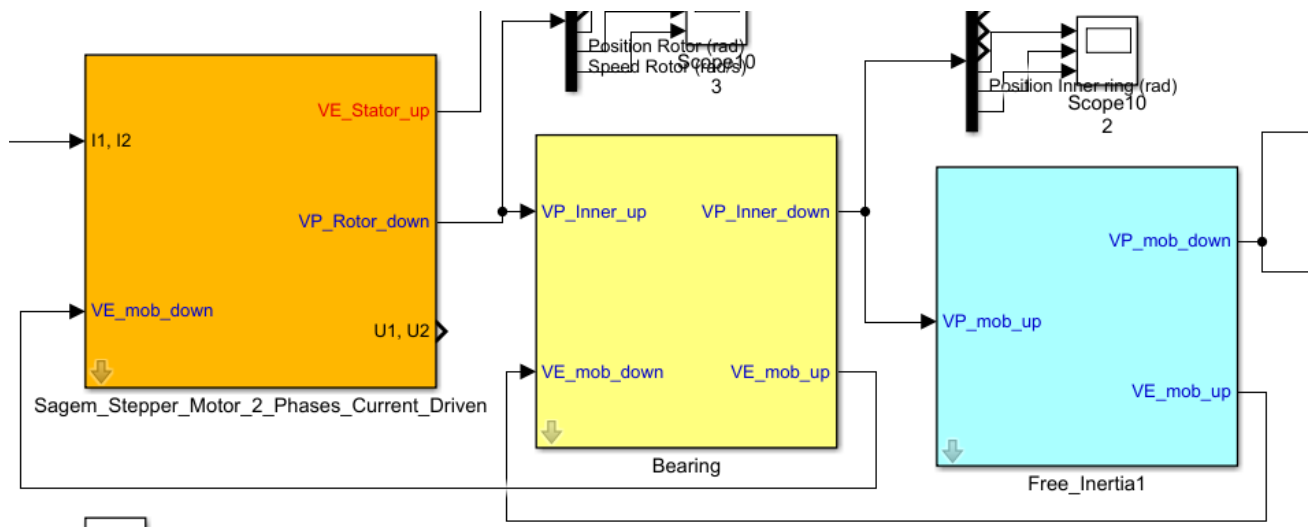 Position Rotor (rad)
Speed Rotor (rad/s)
Scope10
3
Position Inner ring (rad)
Scope10
2
VE_Stator_up
I1, I2
VP_Rotor_down
VE_mob_down
U1, U2
Sagem_Stepper_Motor_2_Phases_Current_Driven
VP_Inner_up
VP_Inner_down
VE_mob_down
VE_mob_up
Bearing
VP_mob_down
VP_mob_up
VE_mob_up
Free_Inertia1